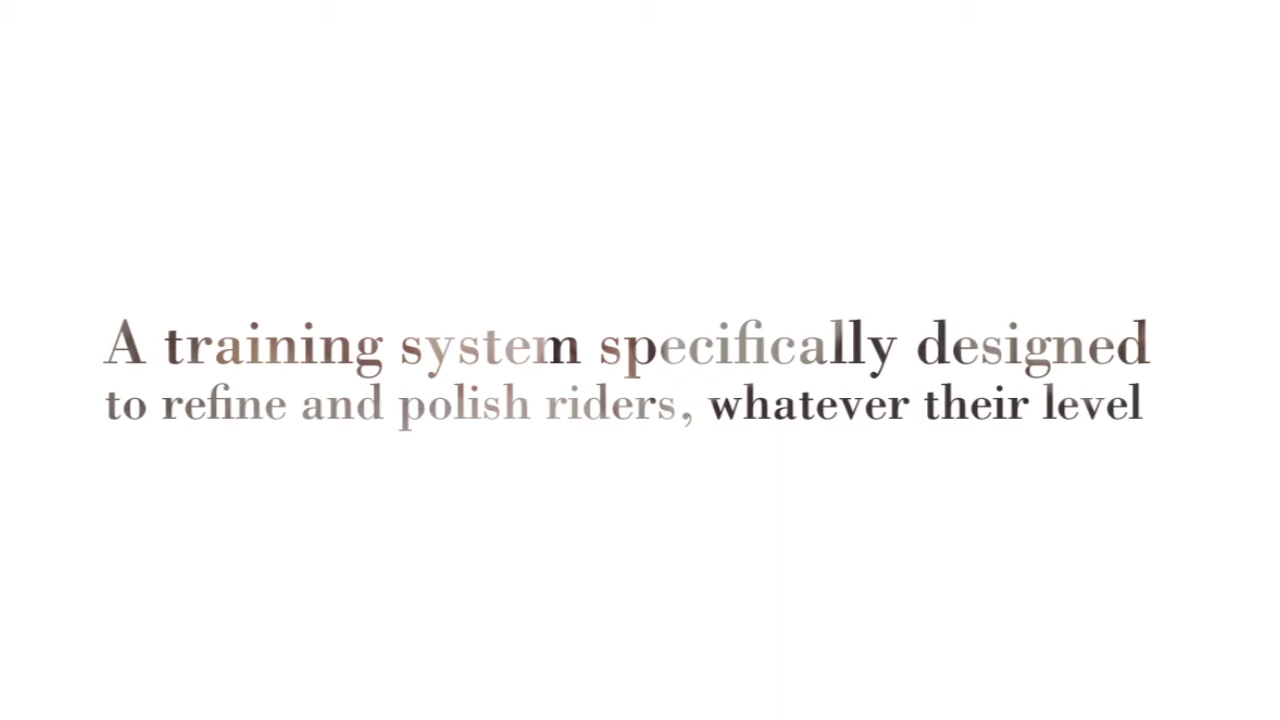 A training system specifically designed
to refine and polish riders, whatever their level